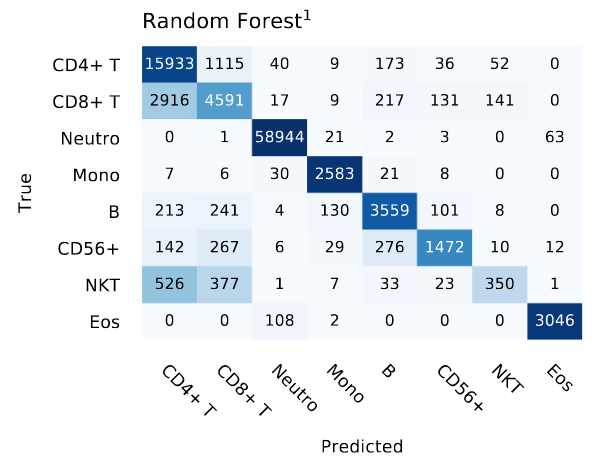 Random Forest¹
CD4+ T 15933 1115 40 9 173 36 52 0
CD8+ T 2916 4591 17 9 217 131 141 0
Neutro 0 1 58944 21 2 3 0 63
Mono 7 6 30 2583 21 8 0 0
B 213 241 4 130 3559 101 8 0
CD56+ 142 267 6 29 276 1472 10 12
NKT 526 377 1 7 33 23 350 1
Eos 0 0 108 2 0 0 0 3046
True
CD4+ T CD8+ T Neutro Mono B CD56+ NKT Eos
Predicted